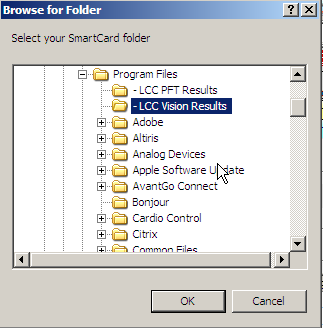 Browse for Folder
Select your SmartCard folder
Program Files
- LCC PFT Results
- LCC Vision Results
Adobe
Altiris
Analog Devices
Apple Software Update
AvantGo Connect
Bonjour
Cardio Control
Citrix
Common Files
OK Cancel